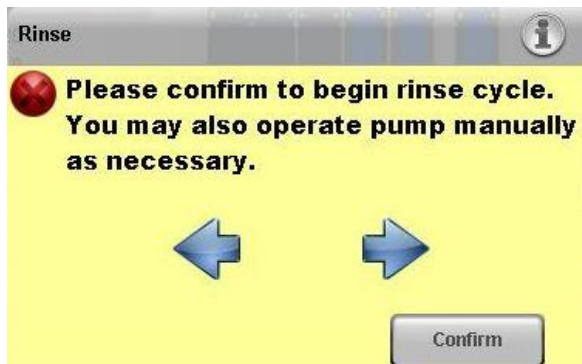 Rinse
Please confirm to begin rinse cycle.
You may also operate pump manually
as necessary.
Confirm